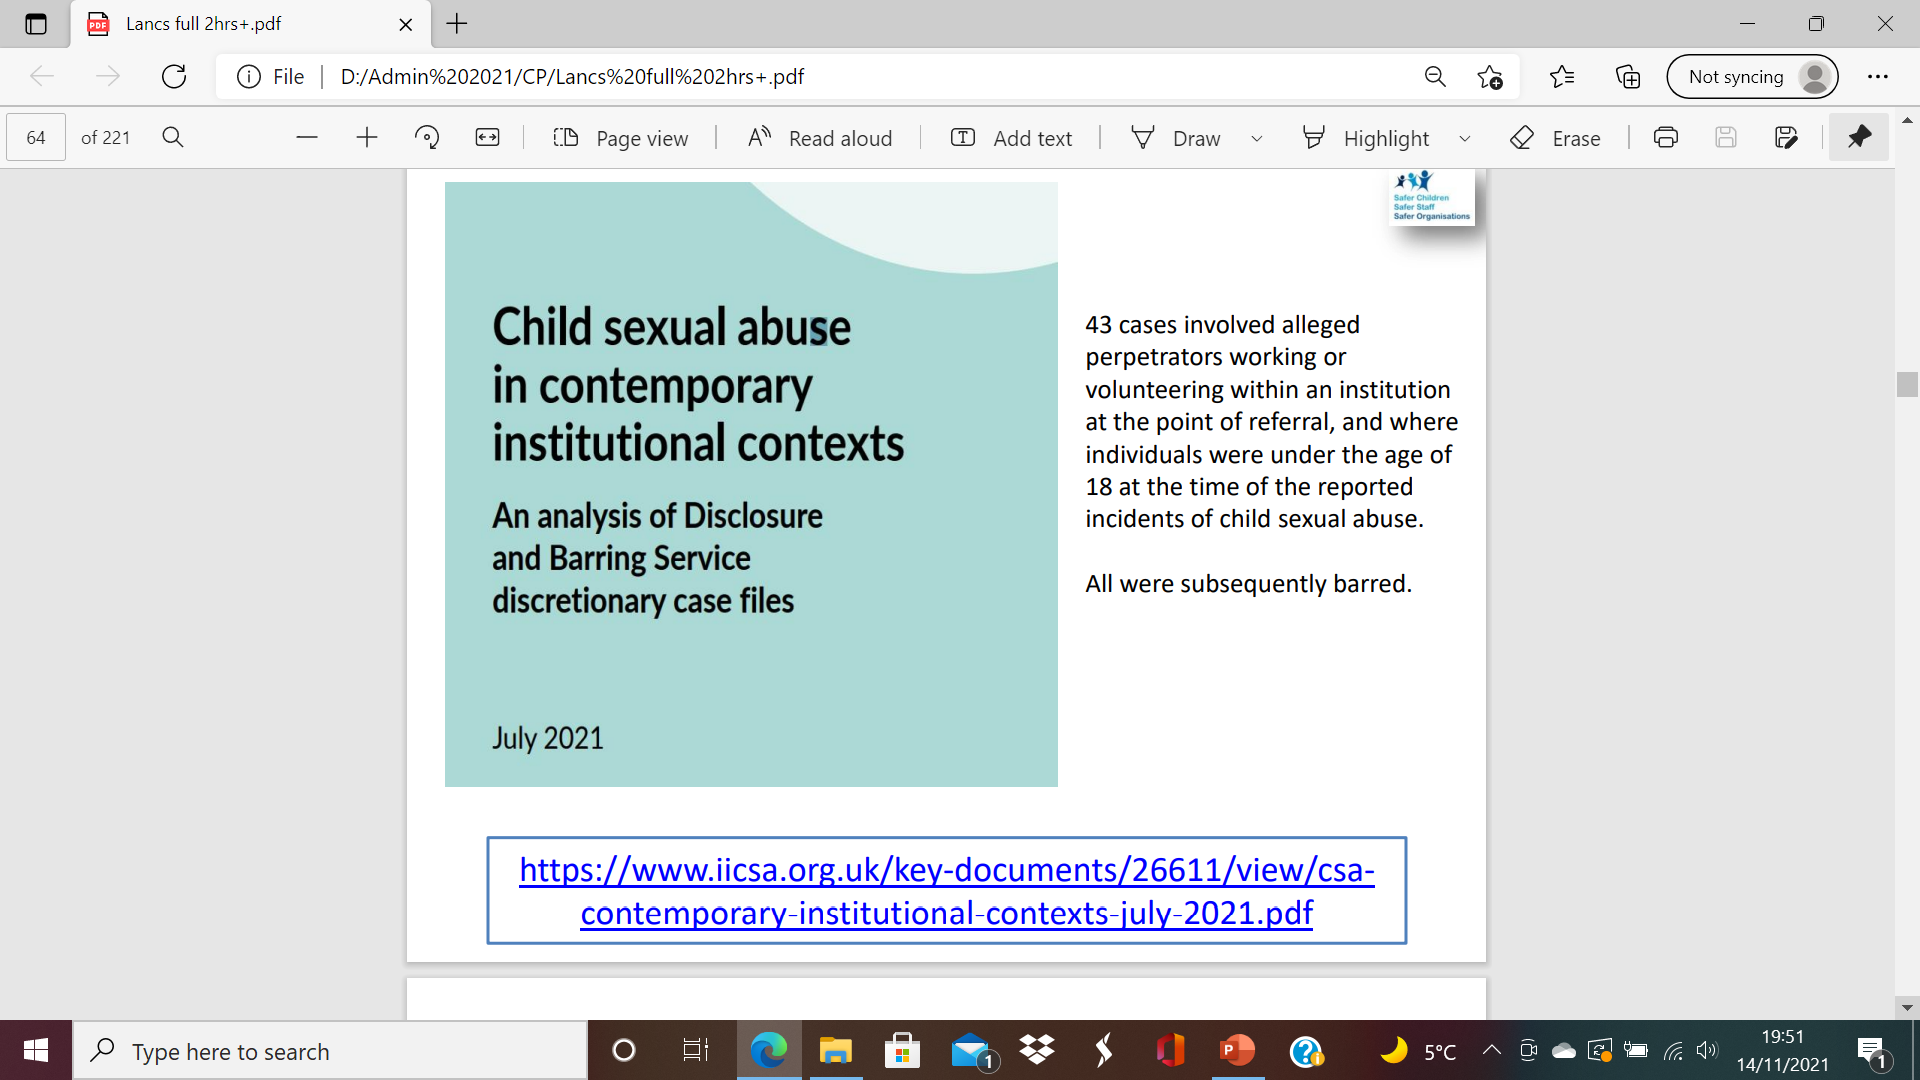 Lancs full 2hrs+.pdf
File
D:/Admin%202021/CP/Lancs%20full%202hrs+.pdf
Not syncing
64
of 221
Page view
Read aloud
Add text
Draw
Highlight
Erase
Safer Children
Safer Staff
Safer Organisations
Child sexual abuse
in contemporary
institutional contexts
An analysis of Disclosure
and Barring Service
discretionary case files
July 2021
43 cases involved alleged
perpetrators working or
volunteering within an institution
at the point of referral, and where
individuals were under the age of
18 at the time of the reported
incidents of child sexual abuse.
All were subsequently barred.
https://www.iicsa.org.uk/key-documents/26611/view/csa-
contemporary-institutional-contexts-july-2021.pdf
Type here to search
1
5°C
19:51
14/11/2021
1